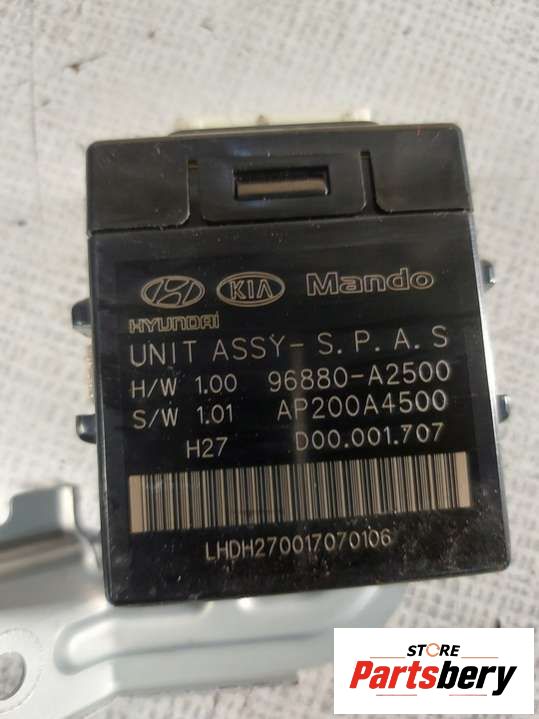 KIA Mando
HYUNDAI
UNIT ASSY- S. P. A. S
H/W 1.00 96880-A2500
S/W 1.01 AP200A4500
H27 D00.001.707
LHDH270017070106
STORE
Partsbery